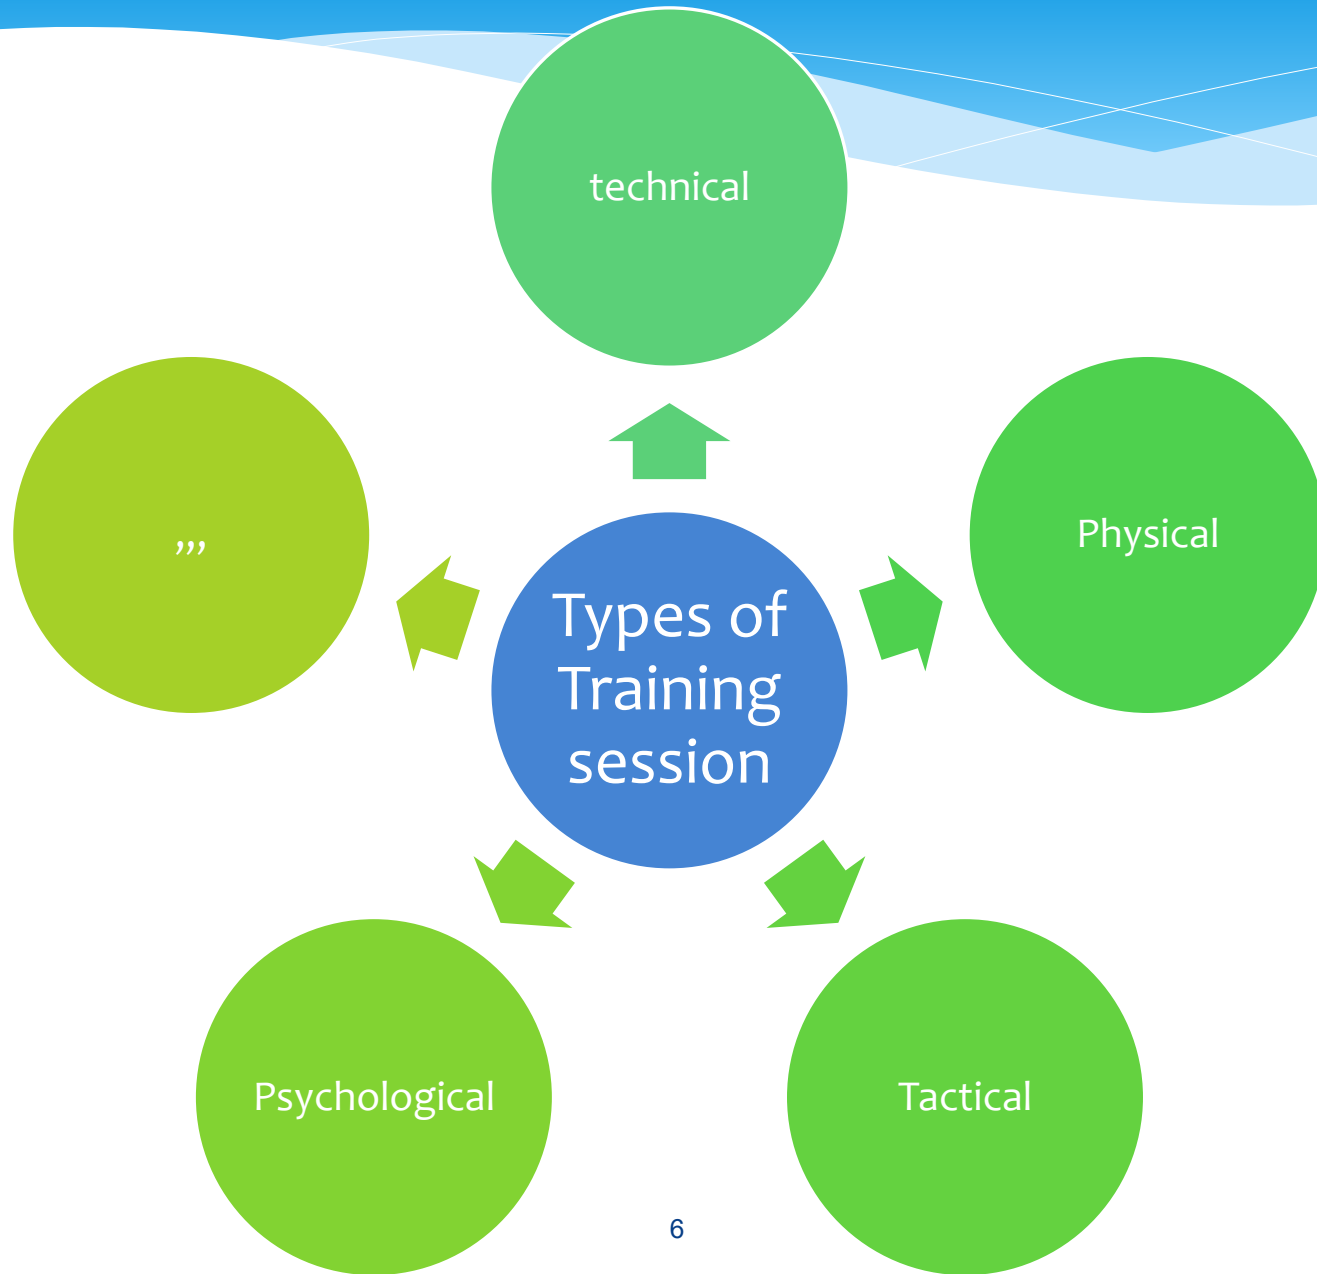 technical
Physical
,,,
Types of
Training
session
Psychological
Tactical
6